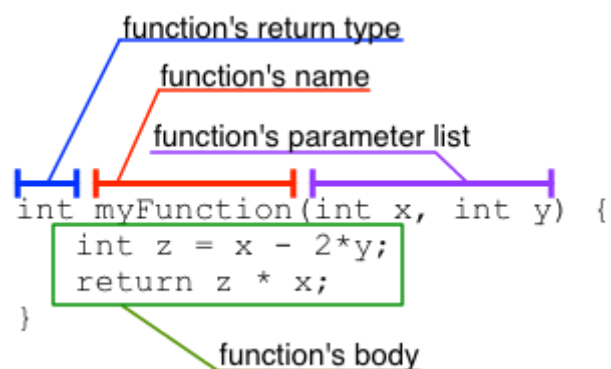 function's return type
function's name
function's parameter list
int myFunction(int x, int y) {
int z = x - 2*y;
return z * x;
}
function's body